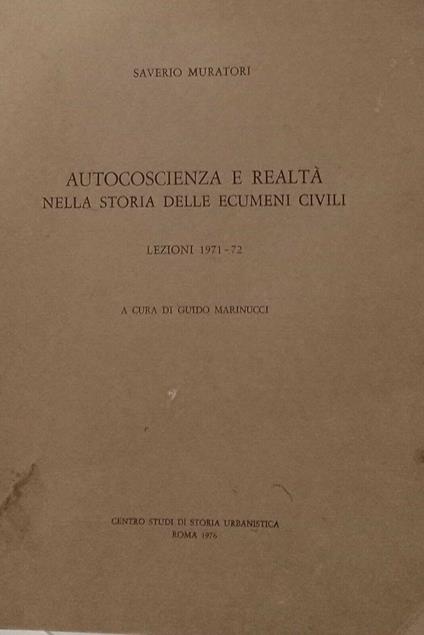 SAVERIO MURATORI
AUTOCOSCIENZA E REALTÀ
NELLA STORIA DELLE ECUMENI CIVILI
LEZIONI 1971-72
A CURA DI GUIDO MARINUCCI
CENTRO STUDI DI STORIA URBANISTICA
ROMA 1976